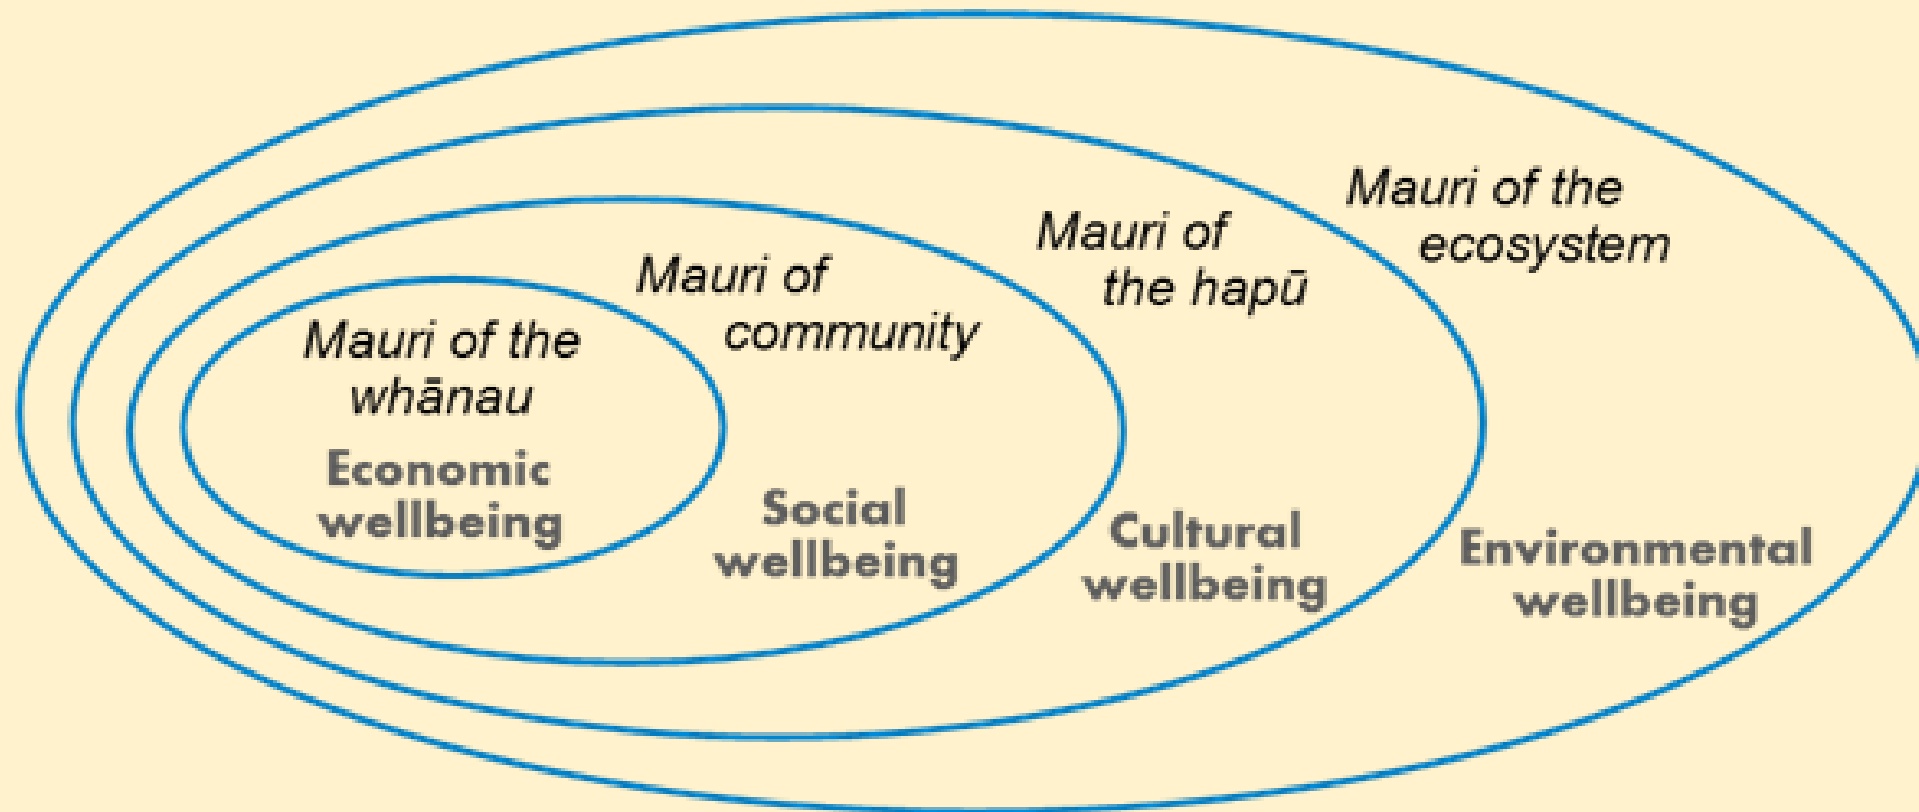 Mauri of the
whānau
Economic
wellbeing
Mauri of
community
Social
wellbeing
Mauri of
the hapū
Cultural
wellbeing
Mauri of the
ecosystem
Environmental
wellbeing